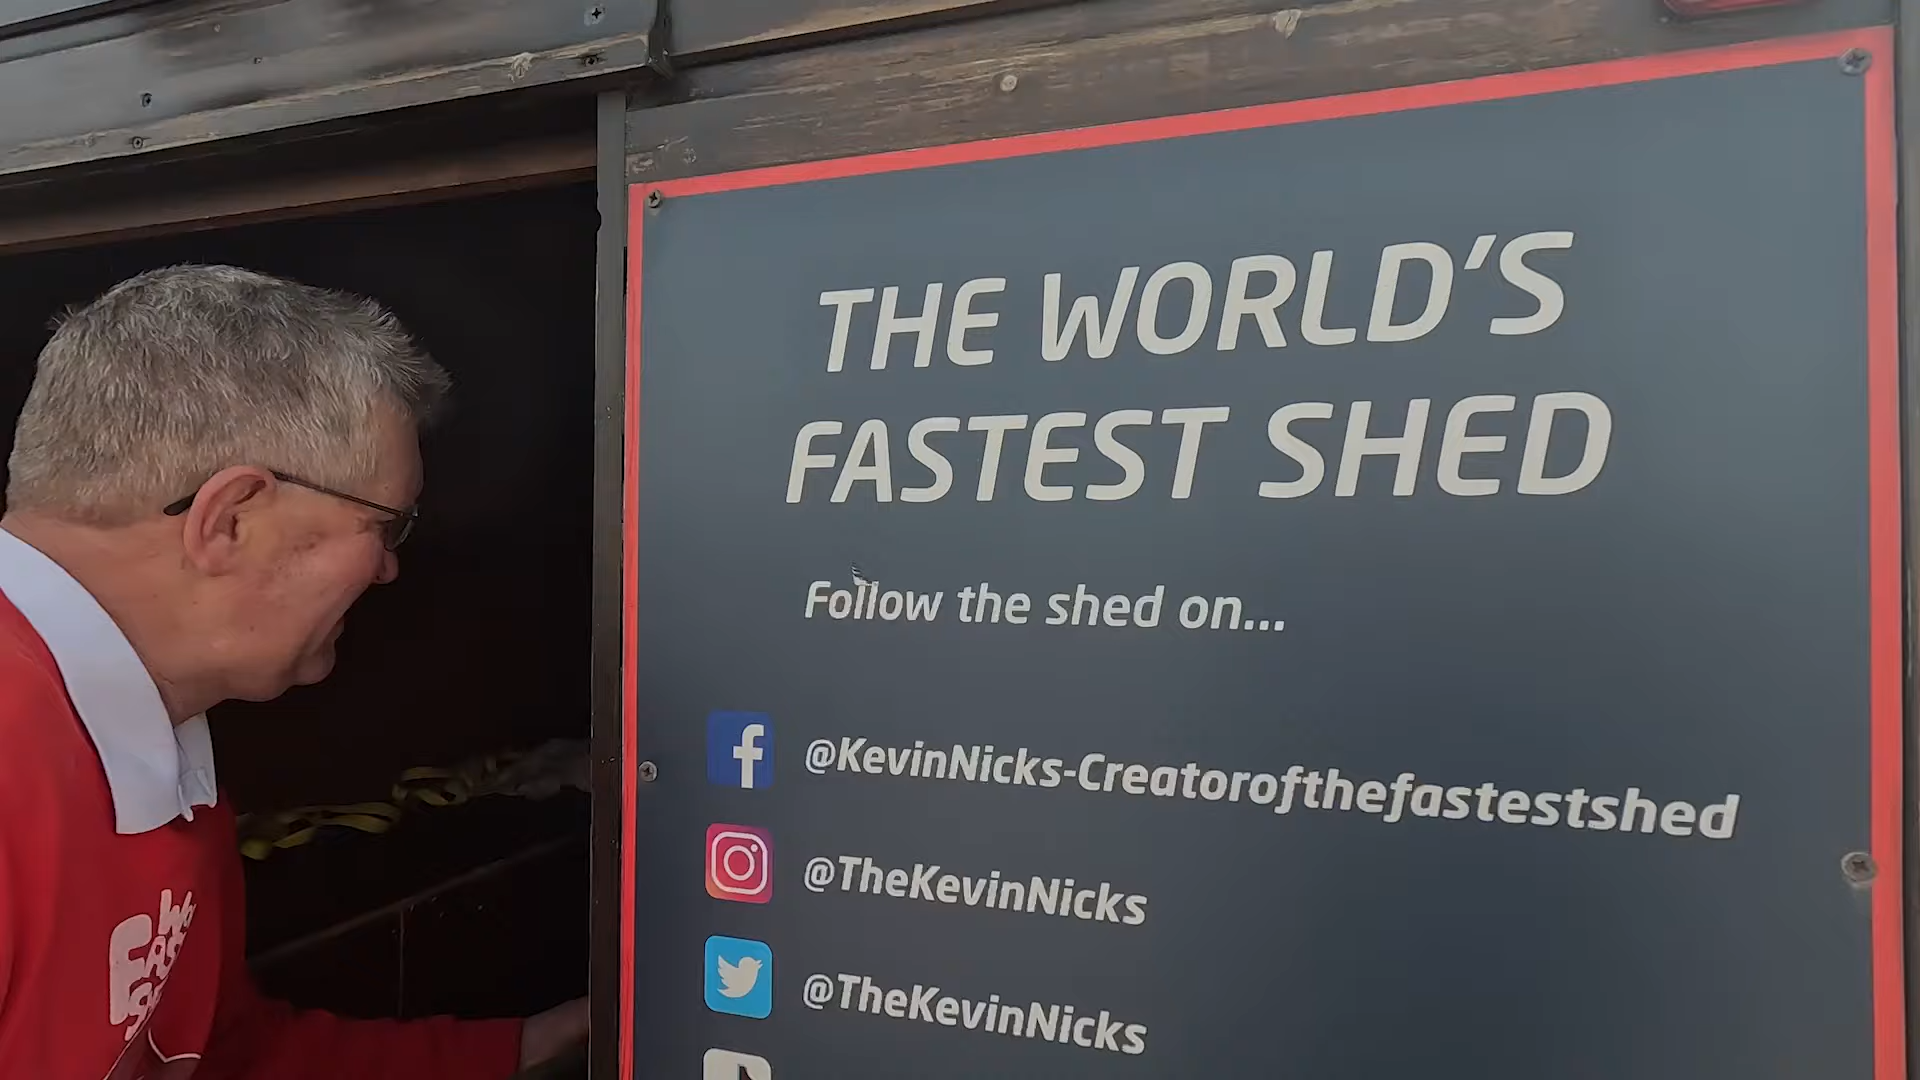 THE WORLD'S
FASTEST SHED
Follow the shed on...
@KevinNicks-Creatorofthefastestshed
@TheKevinNicks
@TheKevinNicks